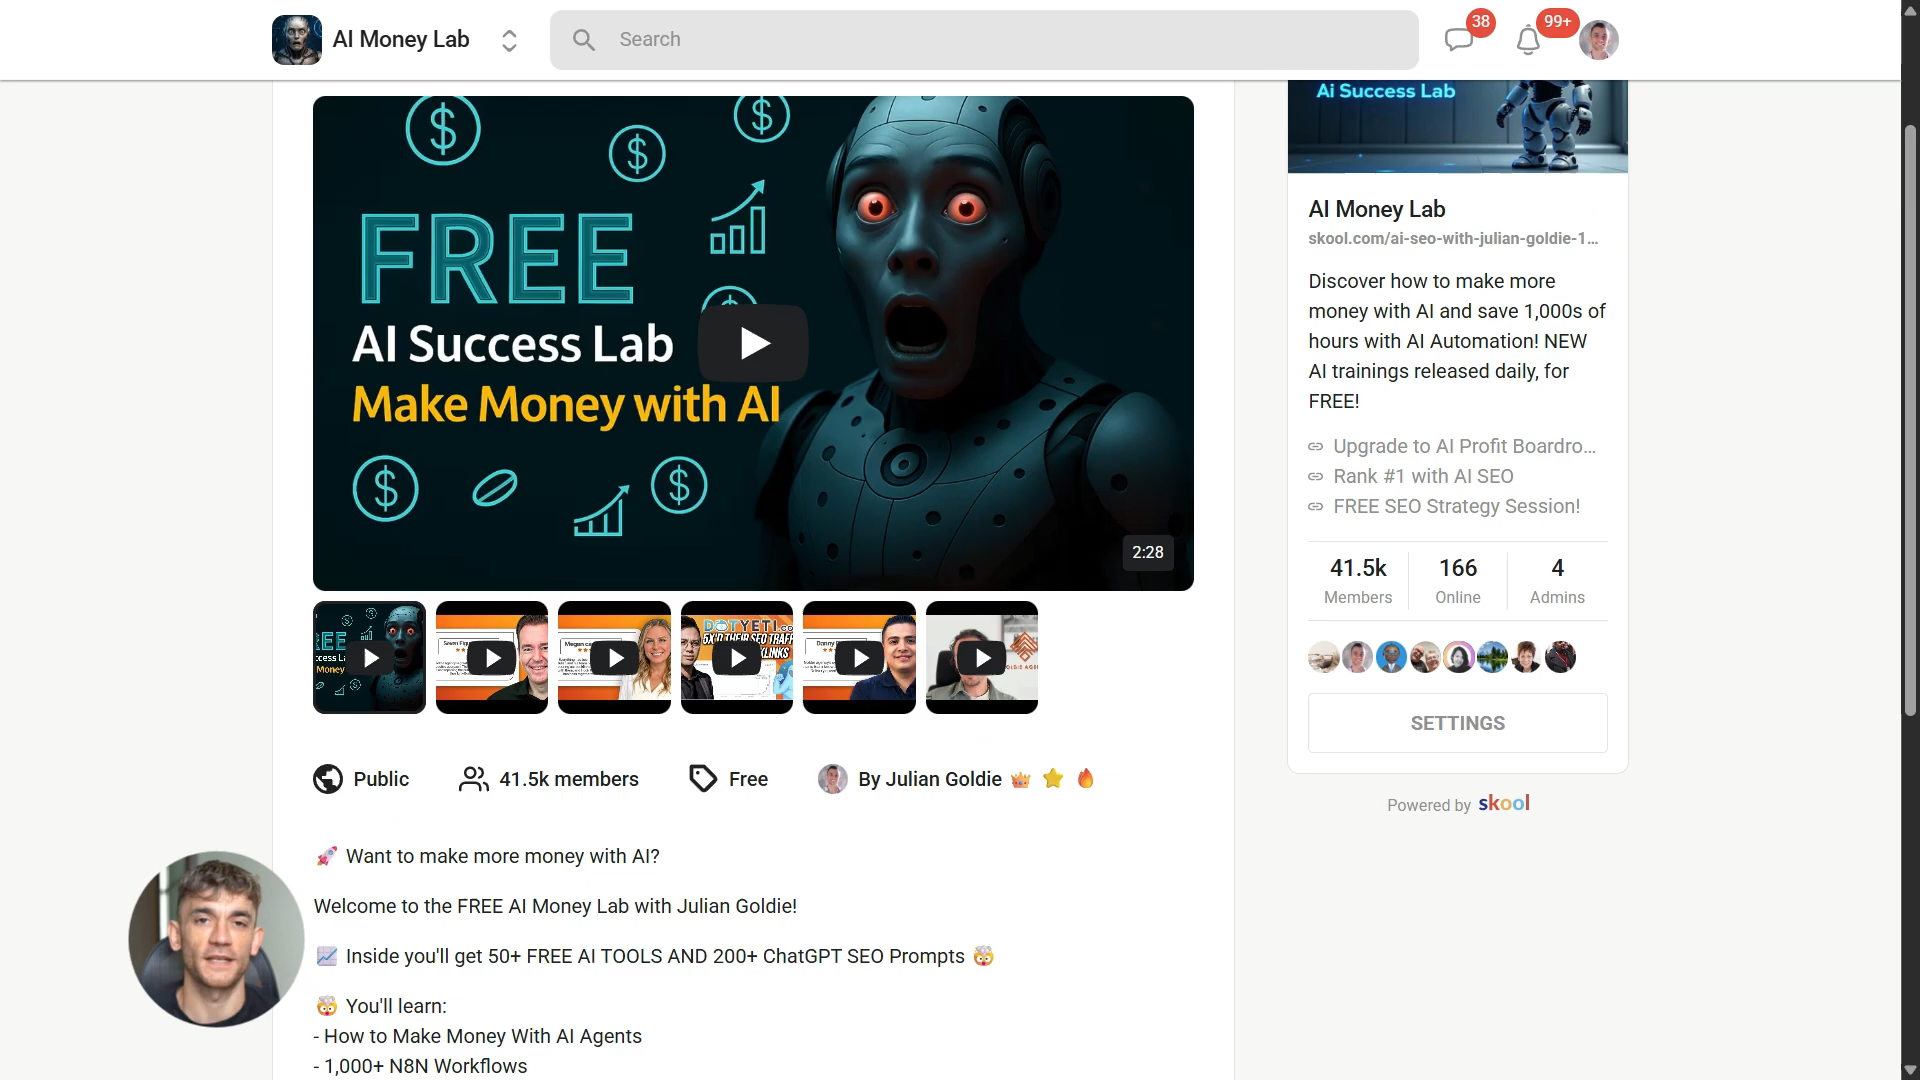 AI Money Lab
Search
38
99+
FREE
AI Success Lab
Make Money with AI
2:28
Public
41.5k members
Free
By Julian Goldie 👑 ⭐ 🔥
🚀 Want to make more money with AI?
Welcome to the FREE AI Money Lab with Julian Goldie!
📈 Inside you'll get 50+ FREE AI TOOLS AND 200+ ChatGPT SEO Prompts 🤯
🤯 You'll learn:
- How to Make Money With AI Agents
- 1,000+ N8N Workflows
Ai Success Lab
AI Money Lab
skool.com/ai-seo-with-julian-goldie-1...
Discover how to make more
money with AI and save 1,000s of
hours with AI Automation! NEW
AI trainings released daily, for
FREE!
Upgrade to AI Profit Boardro...
Rank #1 with AI SEO
FREE SEO Strategy Session!
41.5k
Members
166
Online
4
Admins
SETTINGS
Powered by skool